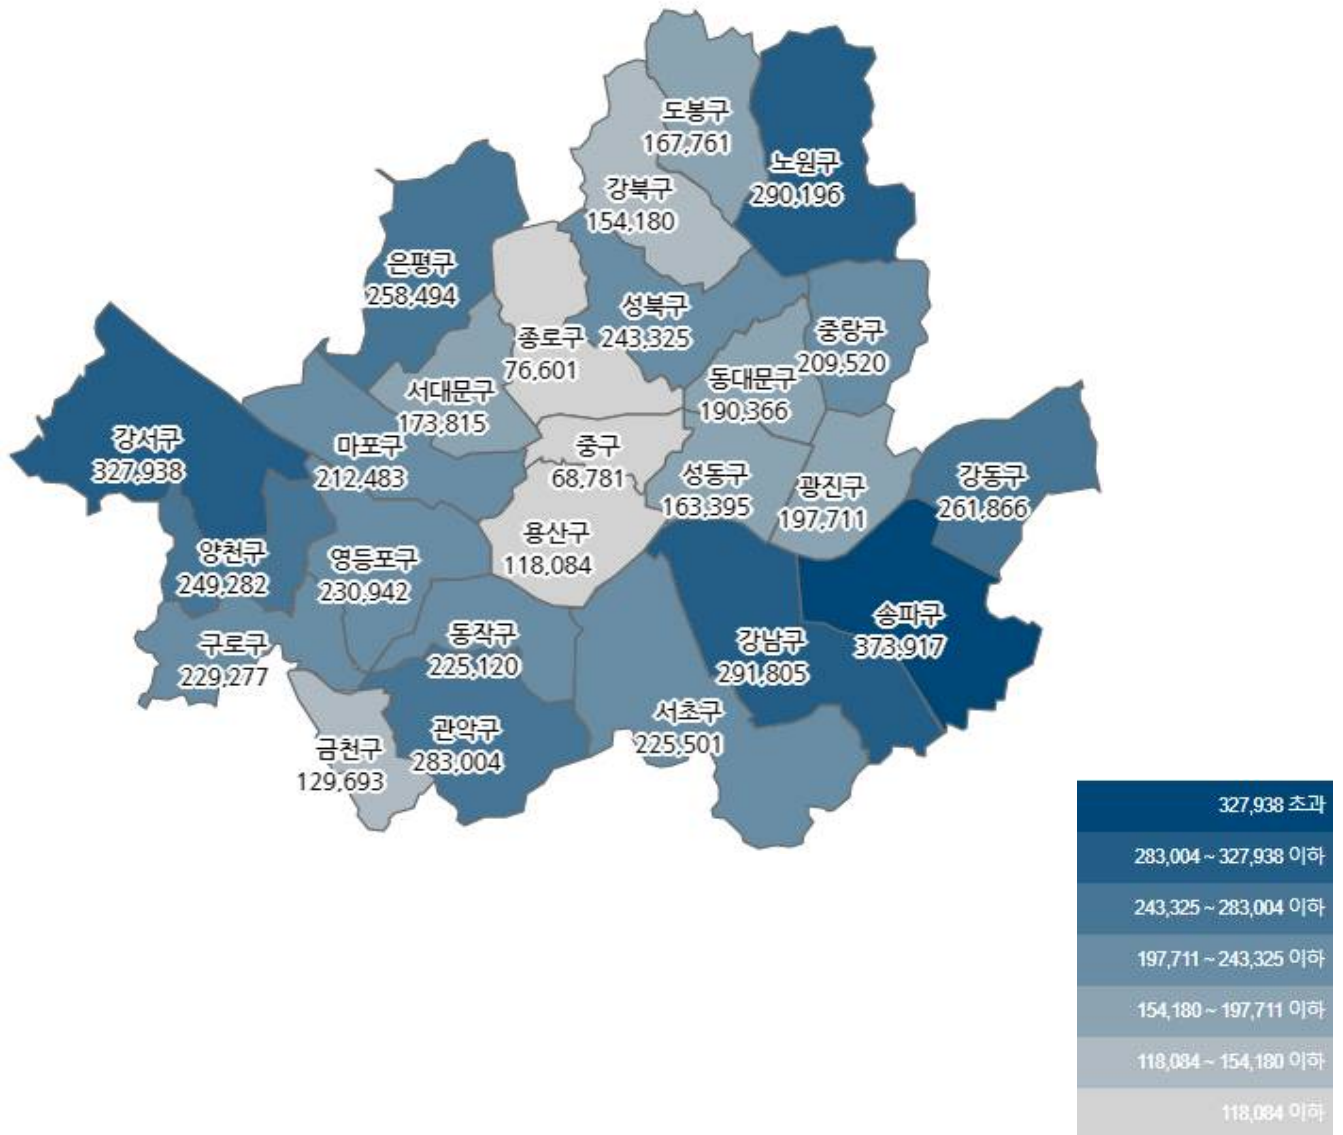 도봉구
167,761
노원구
290,196
강북구
154,180
은평구
258,494
성북구
243,325
종로구
76,601
중랑구
209,520
동대문구
190,366
서대문구
173,815
강서구
327,938
마포구
212,483
중구
68,781
성동구
163,395
광진구
197,711
강동구
261,866
용산구
118,084
양천구
249,282
영등포구
230,942
송파구
373,917
구로구
229,277
동작구
225,120
강남구
291,805
서초구
225,501
관악구
283,004
금천구
129,693
327,938 초과
283,004 ~ 327,938 이하
243,325 ~ 283,004 이하
197,711 ~ 243,325 이하
154,180 ~ 197,711 이하
118,084 ~ 154,180 이하
118,084 이하